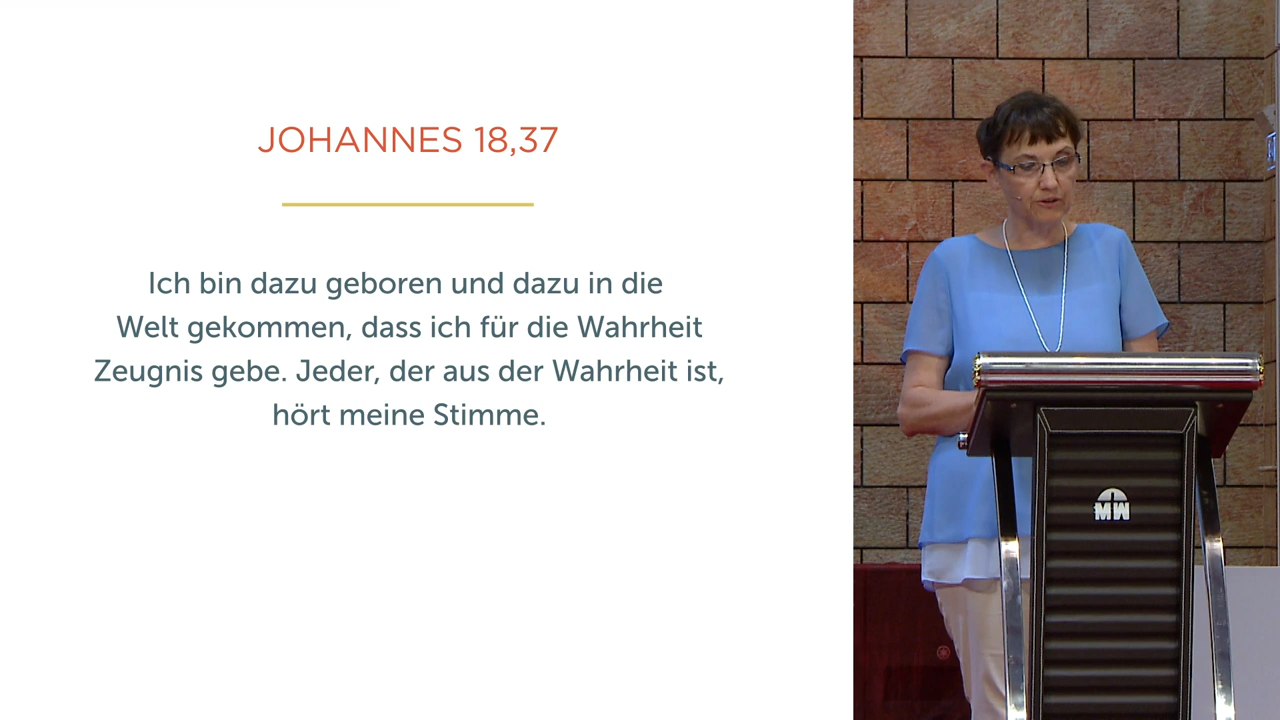 JOHANNES 18,37
Ich bin dazu geboren und dazu in die
Welt gekommen, dass ich für die Wahrheit
Zeugnis gebe. Jeder, der aus der Wahrheit ist,
hört meine Stimme.